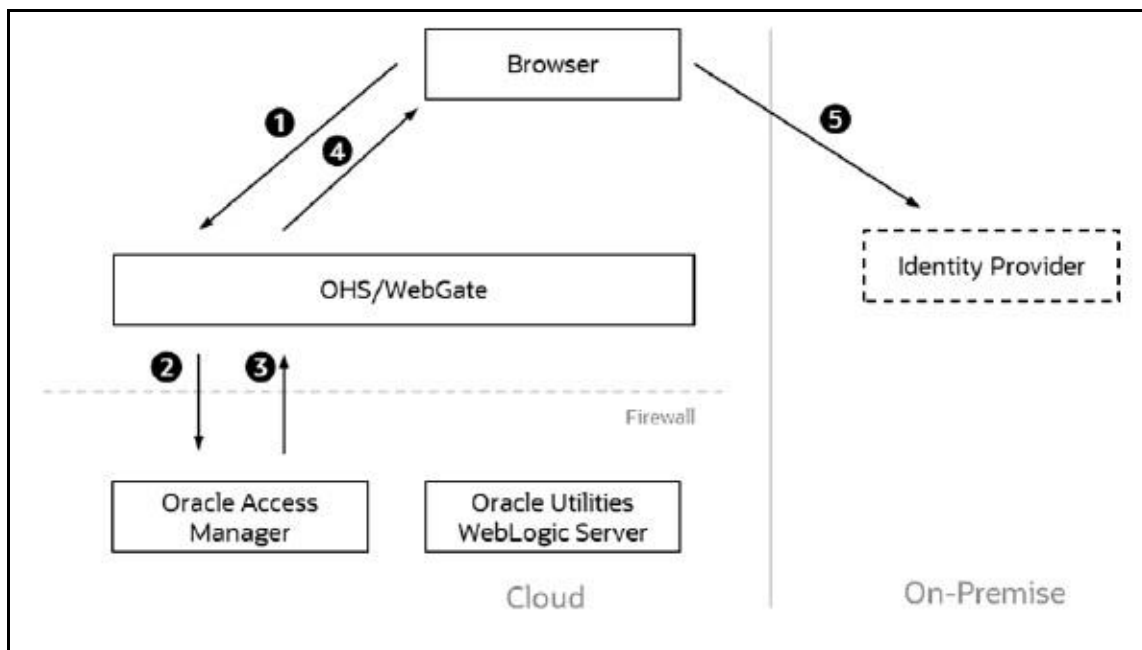 Browser
1
4
5
OHS/WebGate
Identity Provider
2
3
Firewall
Oracle Access
Manager
Oracle Utilities
WebLogic Server
Cloud
On-Premise